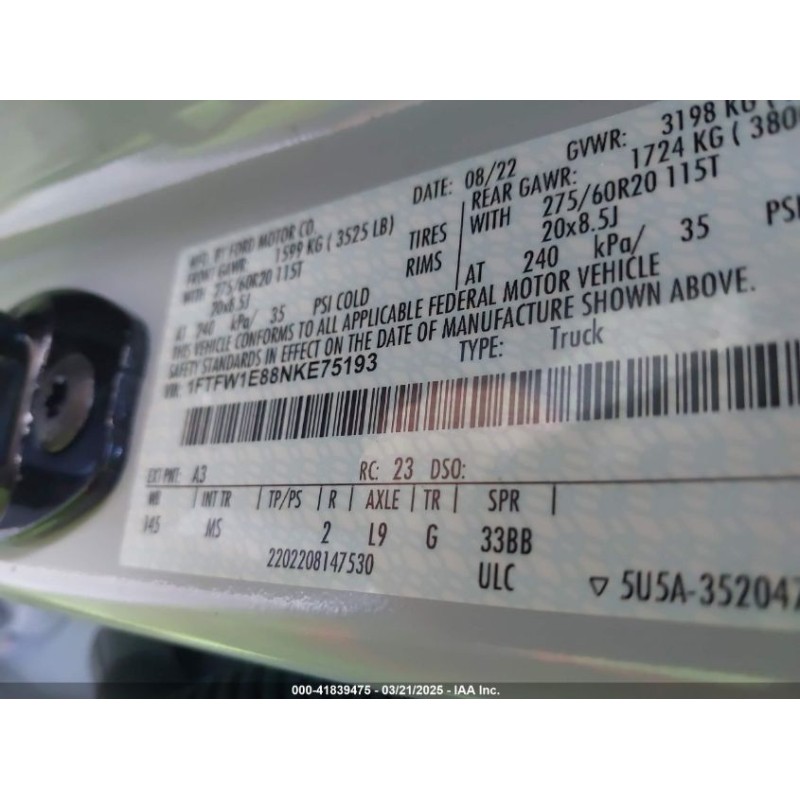 MFD. BY FORD MOTOR CO. DATE: 08/22 GVWR: 3198 KG (
FRONT GAWR: 1599 KG ( 3525 LB) REAR GAWR: 1724 KG ( 380
WITH 275/60R20 115T TIRES WITH 275/60R20 115T
20x8.5J RIMS 20x8.5J
AT 240 kPa/ 35 PSI COLD AT 240 kPa/ 35 PSI
THIS VEHICLE CONFORMS TO ALL APPLICABLE FEDERAL MOTOR VEHICLE
SAFETY STANDARDS IN EFFECT ON THE DATE OF MANUFACTURE SHOWN ABOVE.
VIN: 1FTFW1E88NKE75193 TYPE: Truck
EXT PNT: A3 RC: 23 DSO:
WB | INT TR | TP/PS | R | AXLE | TR | SPR |
145 MS 2 L9 G 33BB
2202208147530 ULC ▽ 5U5A-352047
000-41839475 - 03/21/2025 - IAA Inc.